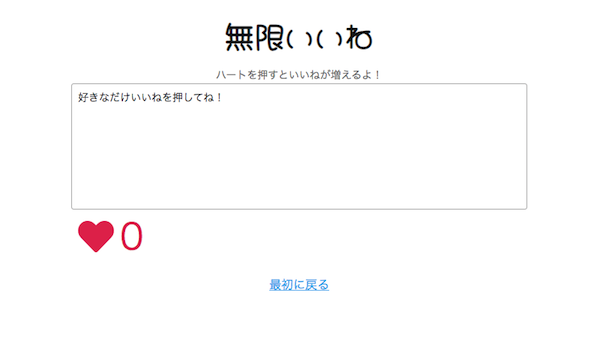 無限いいね
ハートを押すといいねが増えるよ！
好きなだけいいねを押してね！
0
最初に戻る